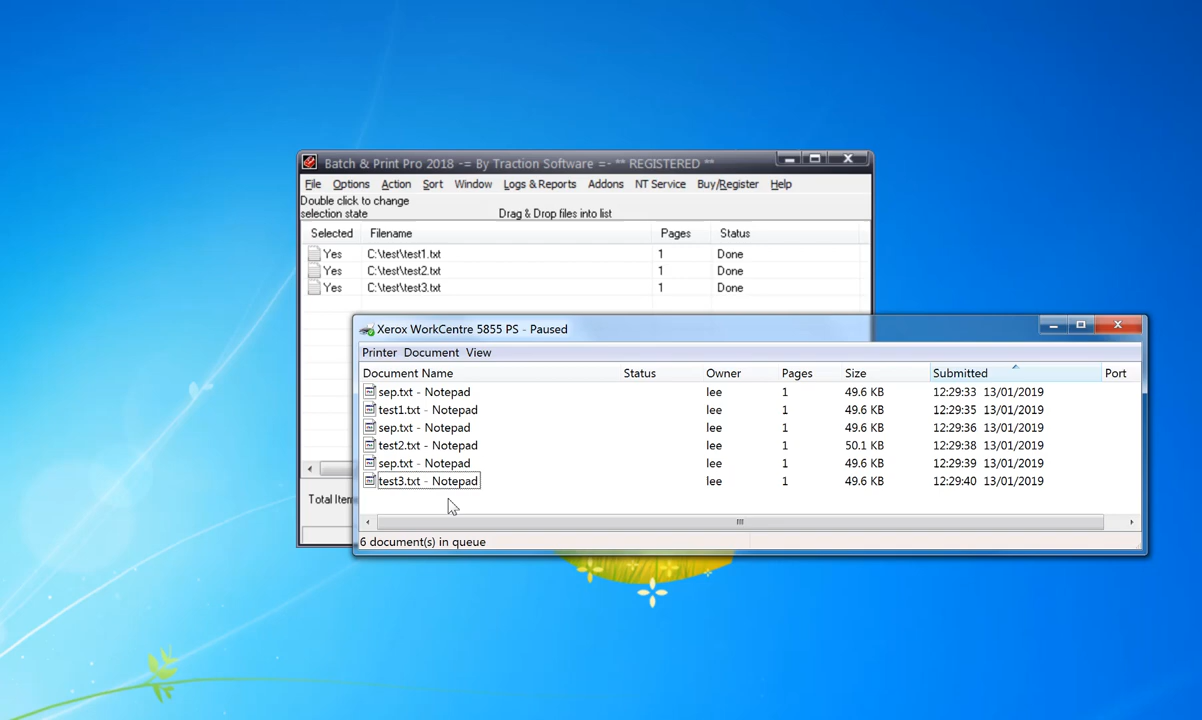 Batch & Print Pro 2018 -= By Traction Software =- ** REGISTERED **
File Options Action Sort Window Logs & Reports Addons NT Service Buy/Register Help
Double click to change
selection state
Drag & Drop files into list
Selected Filename Pages Status
Yes C:\test\test1.txt 1 Done
Yes C:\test\test2.txt 1 Done
Yes C:\test\test3.txt 1 Done
Xerox WorkCentre 5855 PS - Paused
Printer Document View
Document Name Status Owner Pages Size Submitted Port
sep.txt - Notepad lee 1 49.6 KB 12:29:33 13/01/2019
test1.txt - Notepad lee 1 49.6 KB 12:29:35 13/01/2019
sep.txt - Notepad lee 1 49.6 KB 12:29:36 13/01/2019
test2.txt - Notepad lee 1 50.1 KB 12:29:38 13/01/2019
sep.txt - Notepad lee 1 49.6 KB 12:29:39 13/01/2019
test3.txt - Notepad lee 1 49.6 KB 12:29:40 13/01/2019
Total
6 document(s) in queue